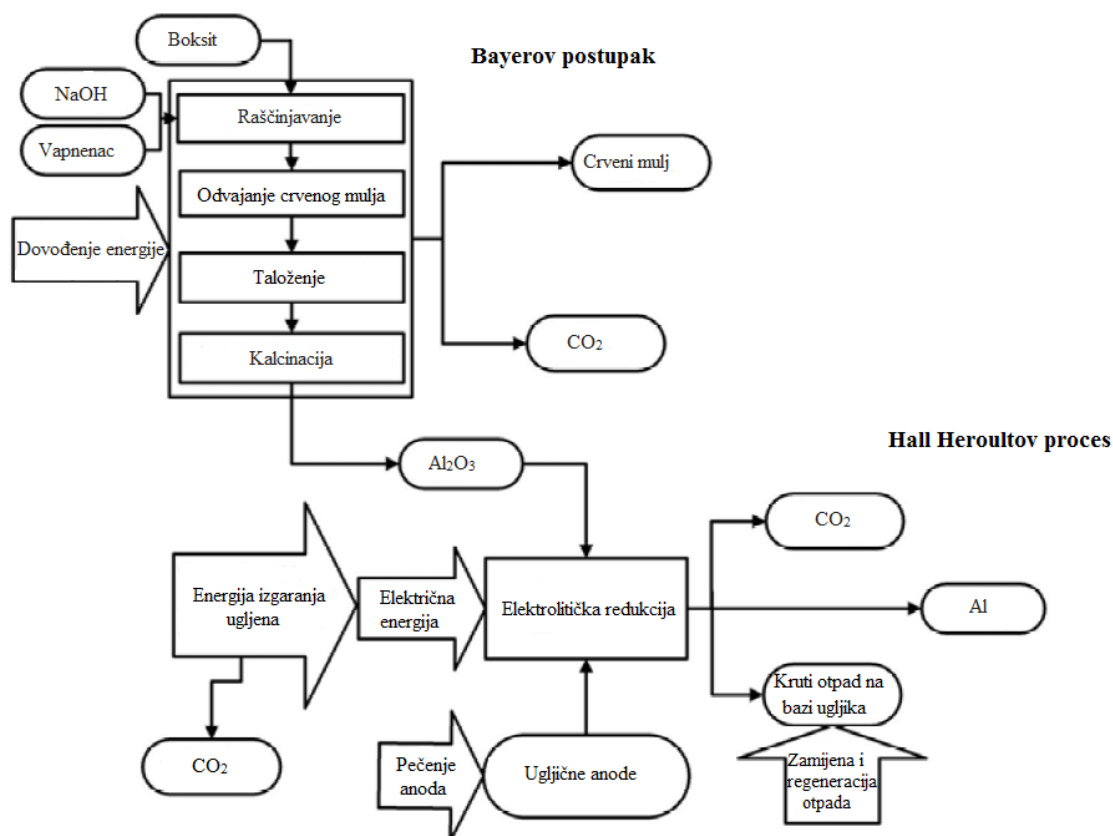 Boksit
Bayerov postupak
NaOH
Raščinjavanje
Vapnenac
Crveni mulj
Odvajanje crvenog mulja
Dovođenje energije
Taloženje
CO₂
Kalcinacija
Hall Heroultov proces
Al₂O₃
CO₂
Energija izgaranja
ugljena
Električna
energija
Elektrolitička redukcija
Al
Kruti otpad na
bazi ugljika
CO₂
Pečenje
anoda
Ugljične anode
Zamijena i
regeneracija
otpada